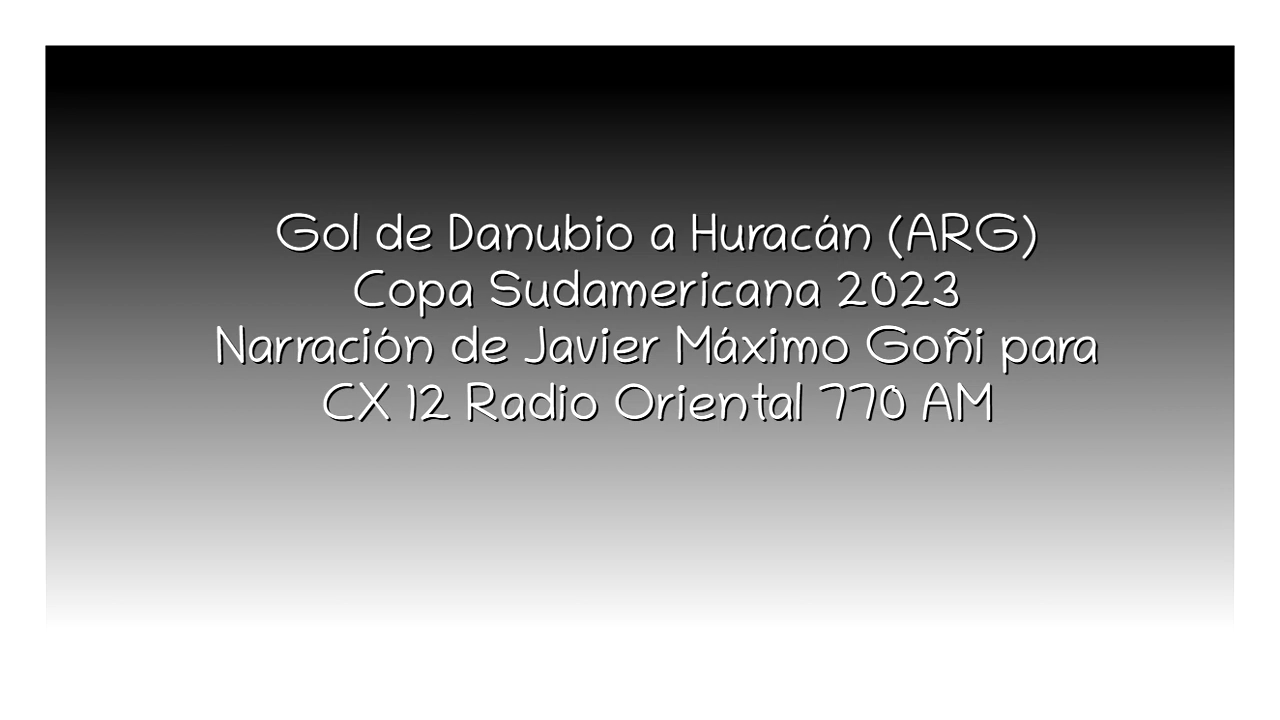 Gol de Danubio a Huracán (ARG)
Copa Sudamericana 2023
Narración de Javier Máximo Goñi para
CX 12 Radio Oriental 770 AM